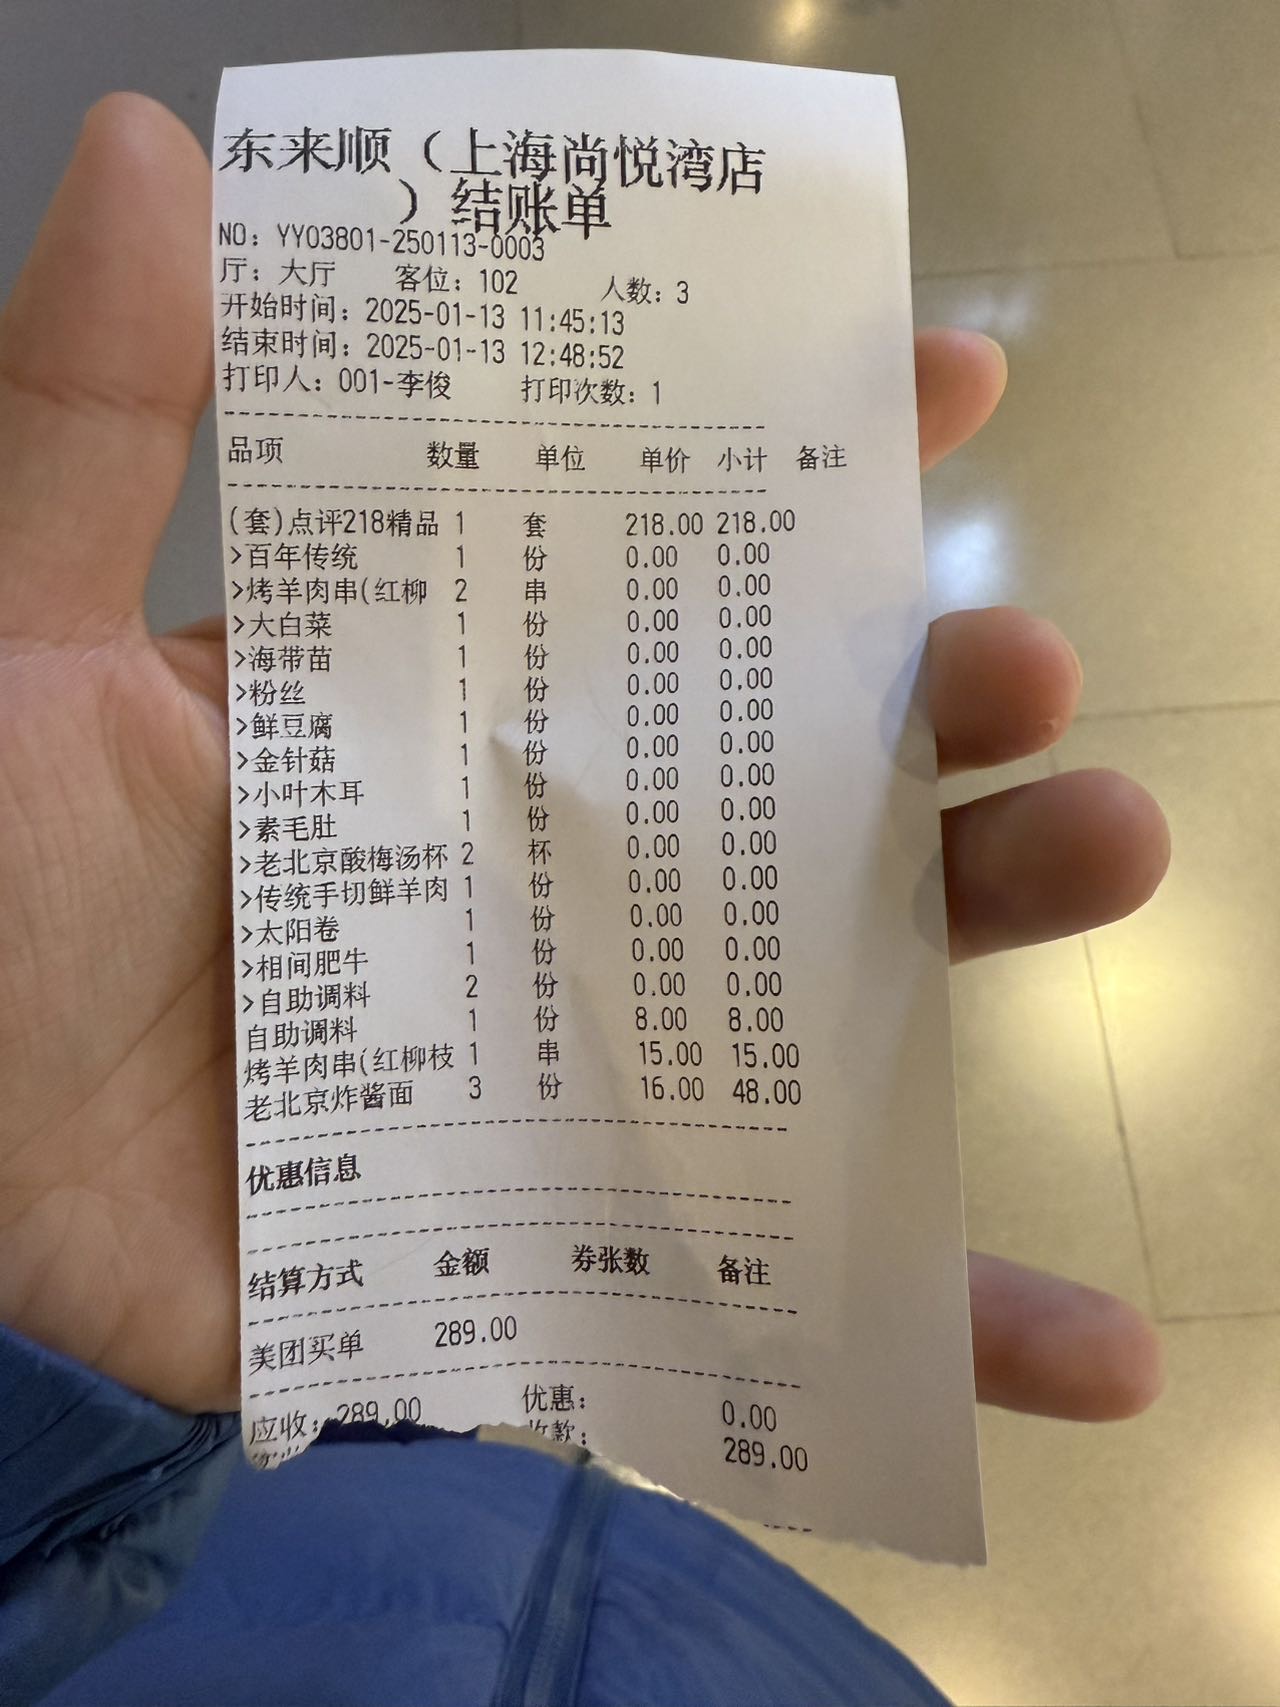 东来顺（上海尚悦湾店
）结账单
NO：YY03801-250113-0003
厅：大厅 客位：102 人数：3
开始时间：2025-01-13 11:45:13
结束时间：2025-01-13 12:48:52
打印人：001-李俊 打印次数：1
品项 数量 单位 单价 小计 备注
(套)点评218精品 1 套 218.00 218.00
>百年传统 1 份 0.00 0.00
>烤羊肉串(红柳 2 串 0.00 0.00
>大白菜 1 份 0.00 0.00
>海带苗 1 份 0.00 0.00
>粉丝 1 份 0.00 0.00
>鲜豆腐 1 份 0.00 0.00
>金针菇 1 份 0.00 0.00
>小叶木耳 1 份 0.00 0.00
>素毛肚 1 份 0.00 0.00
>老北京酸梅汤杯 2 杯 0.00 0.00
>传统手切鲜羊肉 1 份 0.00 0.00
>太阳卷 1 份 0.00 0.00
>相间肥牛 1 份 0.00 0.00
>自助调料 2 份 0.00 0.00
自助调料 1 份 8.00 8.00
烤羊肉串(红柳枝 1 串 15.00 15.00
老北京炸酱面 3 份 16.00 48.00
优惠信息
结算方式 金额 券张数 备注
美团买单 289.00
应收：289.00 优惠： 0.00
收款： 289.00